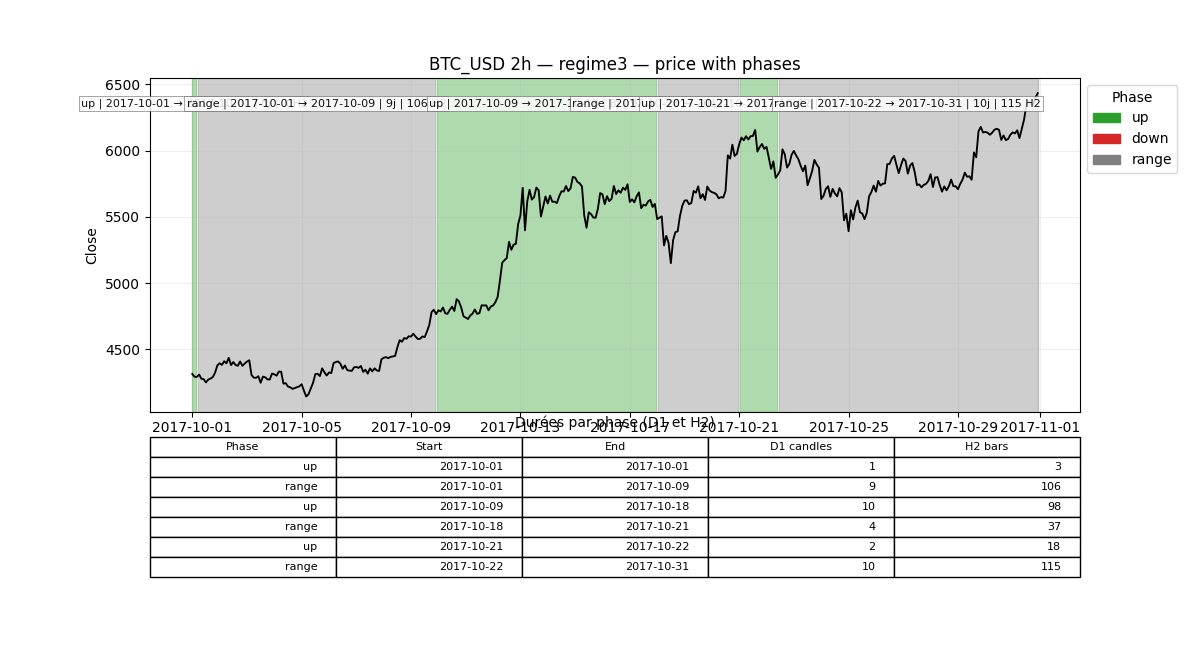 BTC_USD 2h — regime3 — price with phases
6500
6000
5500
5000
4500
Close
up | 2017-10-01 →
range | 2017-10-01 → 2017-10-09 | 9j | 106
up | 2017-10-09 → 2017-1
range | 201
up | 2017-10-21 → 2017
range | 2017-10-22 → 2017-10-31 | 10j | 115 H2
Phase
up
down
range
2017-10-01 2017-10-05 2017-10-09 2017-10-13 2017-10-17 2017-10-21 2017-10-25 2017-10-29 2017-11-01
Durées par phase (D1 et H2)
Phase Start End D1 candles H2 bars
up 2017-10-01 2017-10-01 1 3
range 2017-10-01 2017-10-09 9 106
up 2017-10-09 2017-10-18 10 98
range 2017-10-18 2017-10-21 4 37
up 2017-10-21 2017-10-22 2 18
range 2017-10-22 2017-10-31 10 115